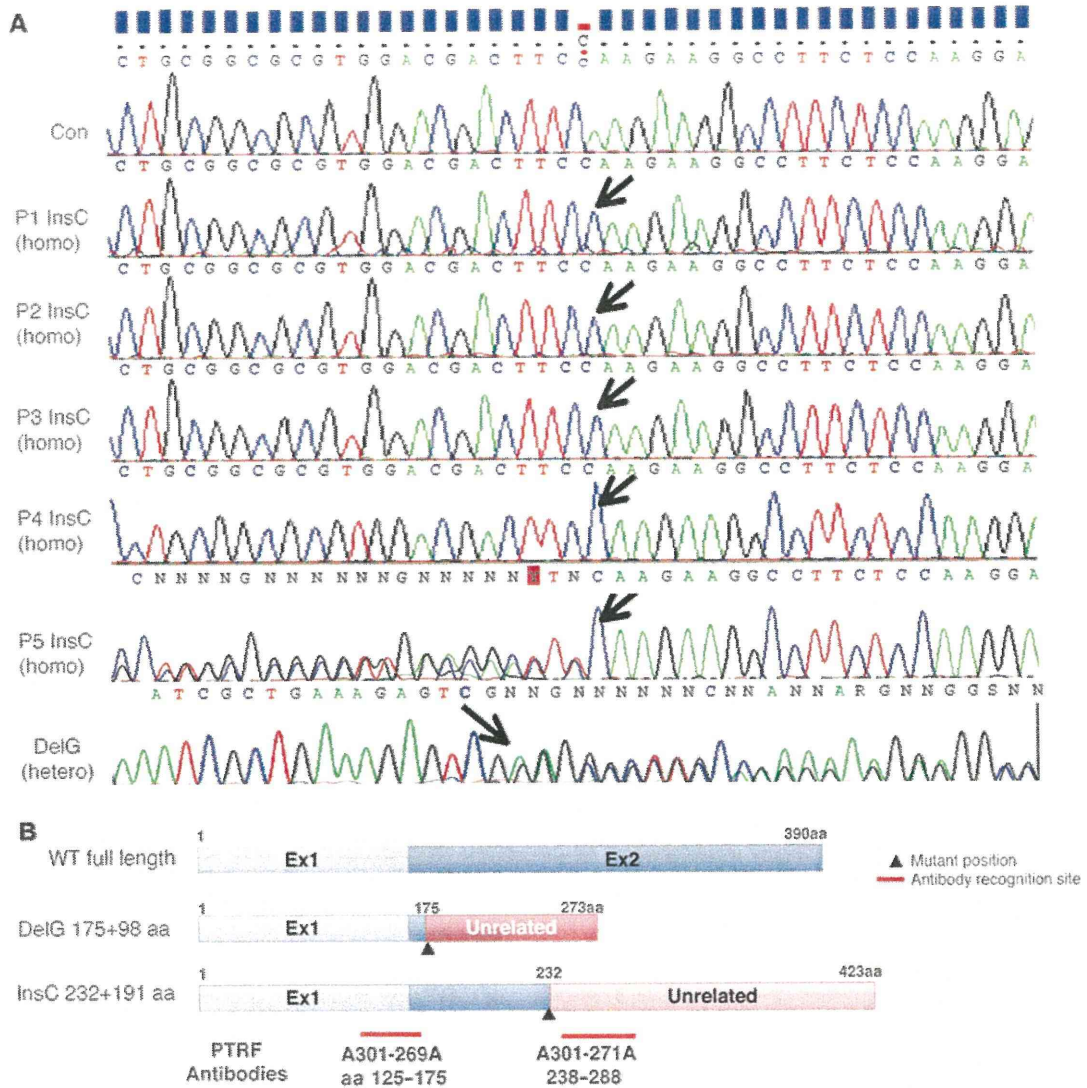 A
C
C T G C G G C G C G T G G A C G A C T T C C A A G A A G G C C T T C T C C A A G G A
Con
C T G C G G C G C G T G G A C G A C T T C C A A G A A G G C C T T C T C C A A G G A
P1 InsC
(homo)
C T G C G G C G C G T G G A C G A C T T C C A A G A A G G C C T T C T C C A A G G A
P2 InsC
(homo)
C T G C G G C G C G T G G A C G A C T T C C A A G A A G G C C T T C T C C A A G G A
P3 InsC
(homo)
C T G C G G C G C G T G G A C G A C T T C C A A G A A G G C C T T C T C C A A G G A
P4 InsC
(homo)
C N N N N G N N N N N N N G N N N N N T N C A A G A A G G C C T T C T C C A A G G A
P5 InsC
(homo)
A T C G C T G A A A G A G T C G N N G N N N N N N N C N N A N N A R G N N G G S N N
DelG
(hetero)
B
1 390aa
WT full length Ex1 Ex2
Mutant position
Antibody recognition site
1 175 273aa
DelG 175+98 aa Ex1 Unrelated
1 232 423aa
InsC 232+191 aa Ex1 Unrelated
PTRF
Antibodies
A301-269A
aa 125–175
A301-271A
238–288